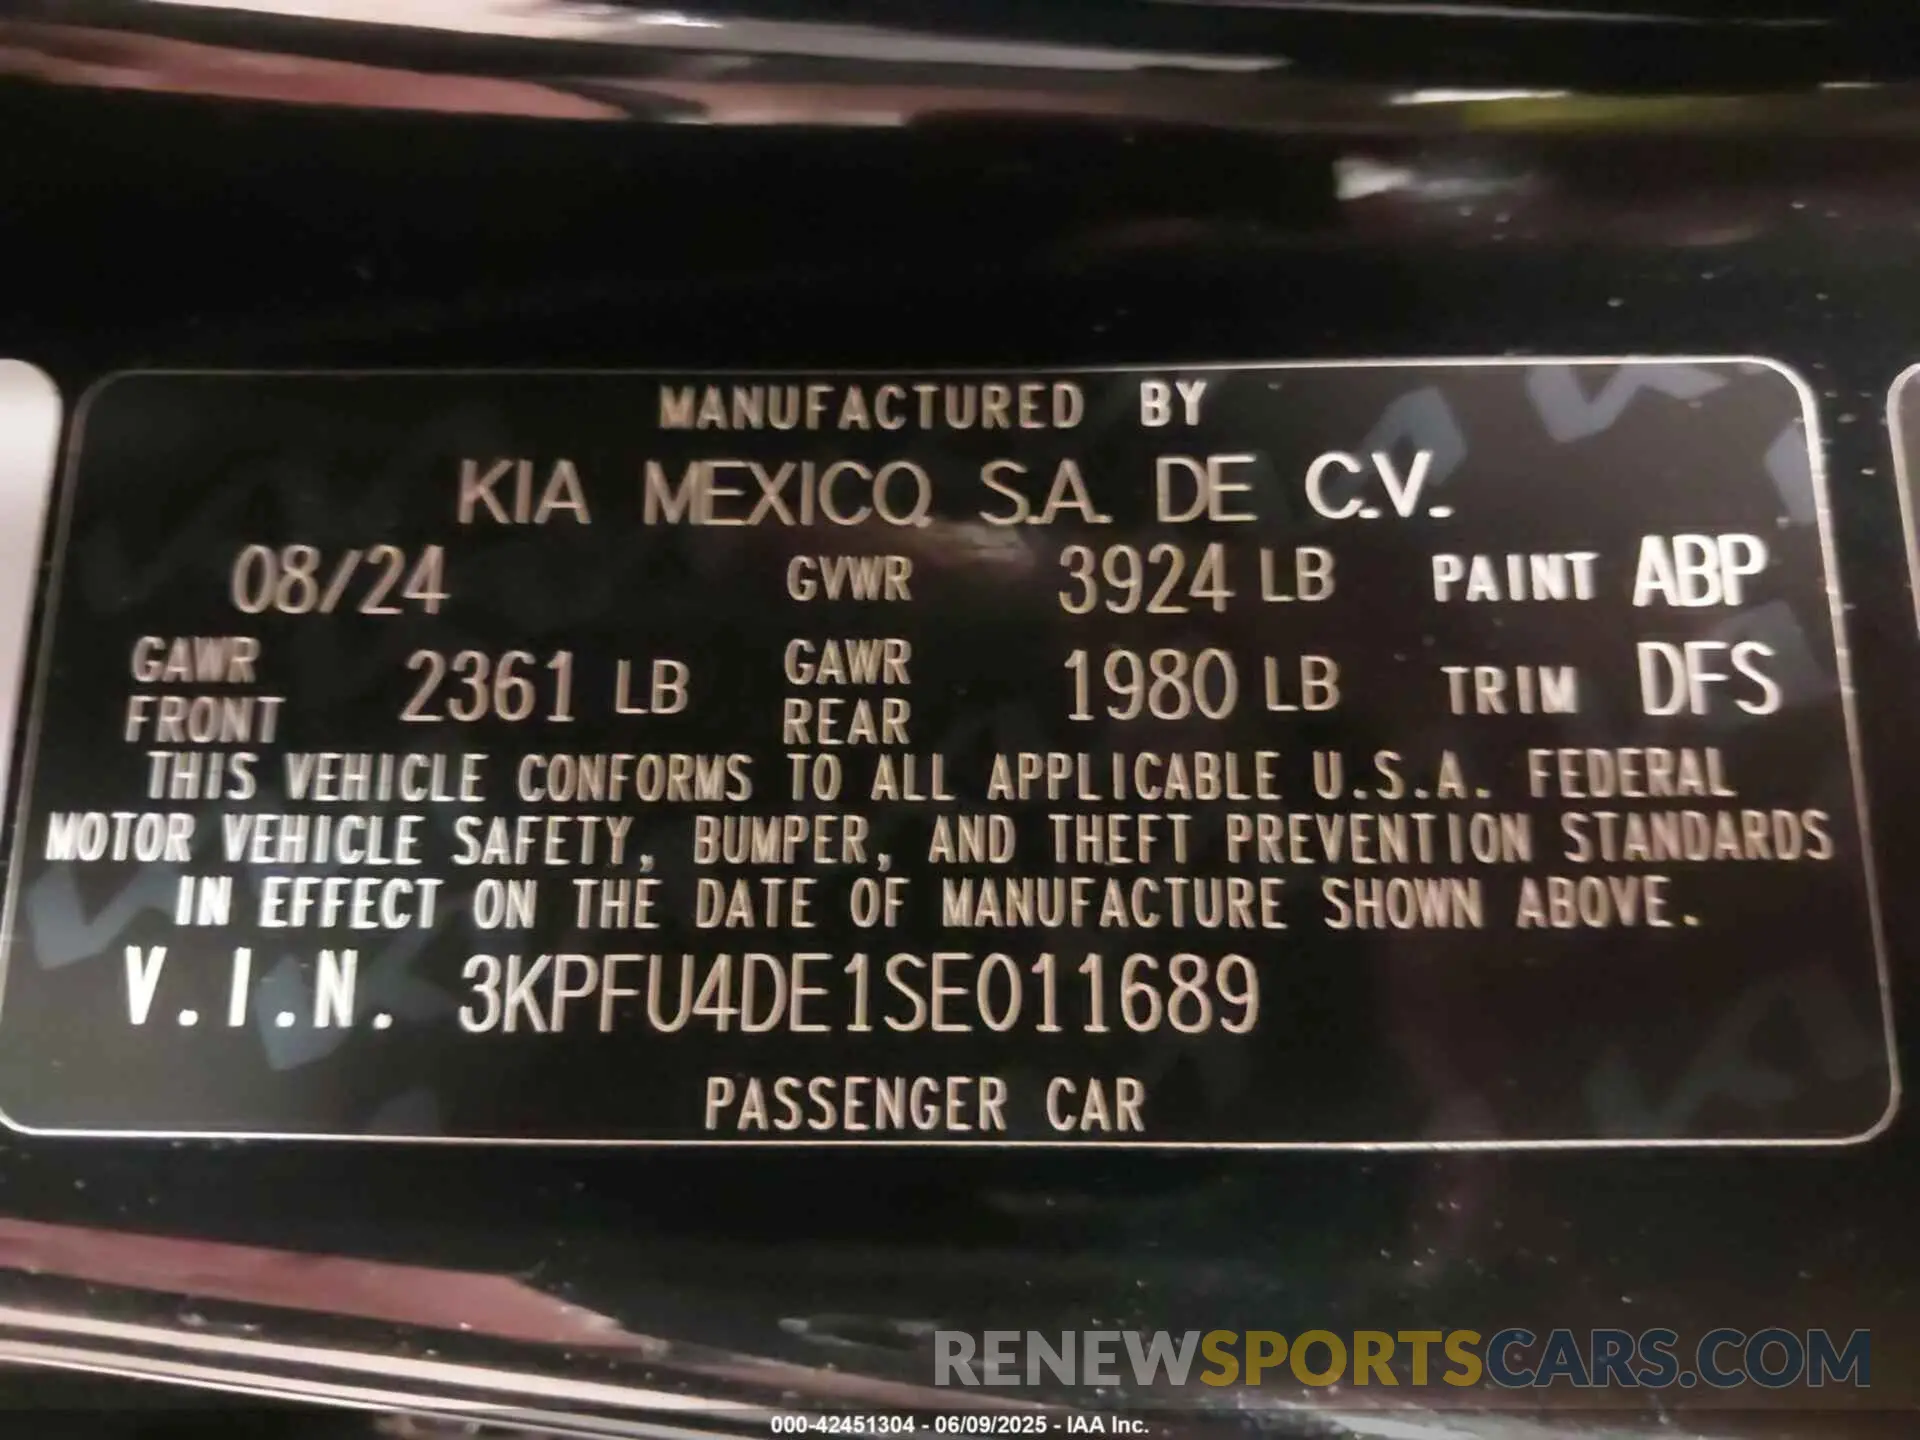 MANUFACTURED BY
KIA MEXICO, S.A. DE C.V.
08/24 GVWR 3924 LB PAINT ABP
GAWR FRONT 2361 LB GAWR REAR 1980 LB TRIM DFS
THIS VEHICLE CONFORMS TO ALL APPLICABLE U.S.A. FEDERAL
MOTOR VEHICLE SAFETY, BUMPER, AND THEFT PREVENTION STANDARDS
IN EFFECT ON THE DATE OF MANUFACTURE SHOWN ABOVE.
V.I.N. 3KPFU4DE1SE011689
PASSENGER CAR
RENEWSPORTSCARS.COM
000-42451304 - 06/09/2025 - IAA Inc.